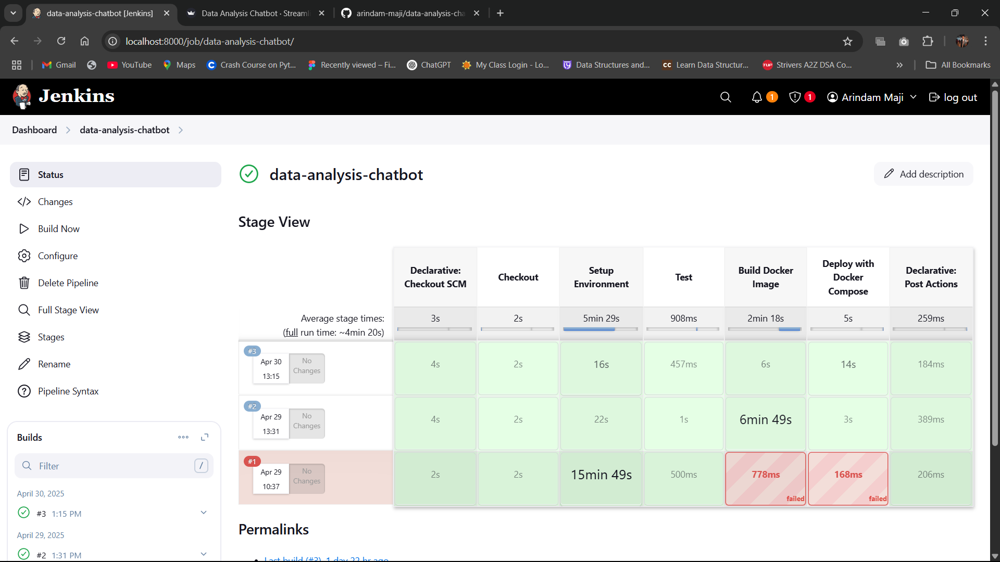 data-analysis-chatbot [Jenkins]
Data Analysis Chatbot · Streaml
arindam-maji/data-analysis-cha
localhost:8000/job/data-analysis-chatbot/
Gmail
YouTube
Maps
Crash Course on Pyt...
Recently viewed – Fi...
ChatGPT
My Class Login - Lo...
Data Structures and...
CC
Learn Data Structur...
TUF
Strivers A2Z DSA Co...
»
All Bookmarks
Jenkins
1
1
Arindam Maji
log out
Dashboard
data-analysis-chatbot
Status
Changes
Build Now
Configure
Delete Pipeline
Full Stage View
Stages
Rename
Pipeline Syntax
Builds
Filter
/
April 30, 2025
#3 1:15 PM
April 29, 2025
#2 1:31 PM
data-analysis-chatbot
Add description
Stage View
Declarative: Checkout SCM
Checkout
Setup Environment
Test
Build Docker Image
Deploy with Docker Compose
Declarative: Post Actions
Average stage times:
(full run time: ~4min 20s)
3s
2s
5min 29s
908ms
2min 18s
5s
259ms
#3
Apr 30
13:15
No Changes
4s
2s
16s
457ms
6s
14s
184ms
#2
Apr 29
13:31
No Changes
4s
2s
22s
1s
6min 49s
3s
389ms
#1
Apr 29
10:37
No Changes
2s
2s
15min 49s
500ms
778ms
failed
168ms
failed
206ms
Permalinks
Last build (#3), 1 day 22 hr ago